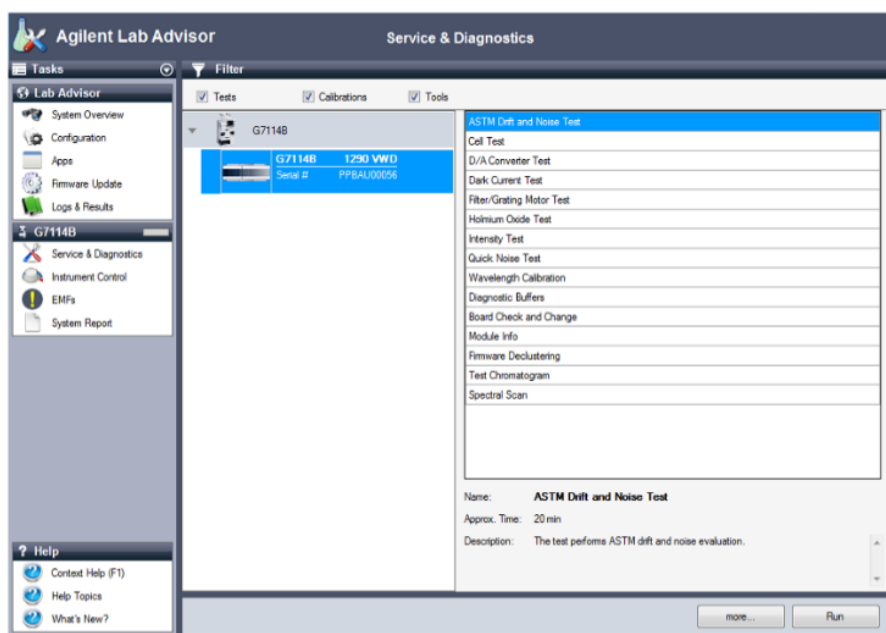 Agilent Lab Advisor
Service & Diagnostics
Tasks
Filter
Lab Advisor
System Overview
Configuration
Apps
Firmware Update
Logs & Results
G7114B
Service & Diagnostics
Instrument Control
EMFs
System Report
? Help
Context Help (F1)
Help Topics
What's New?
Tests
Calibrations
Tools
G7114B
G7114B 1290 VWD
Serial # PPBAU00056
ASTM Drift and Noise Test
Cell Test
D/A Converter Test
Dark Current Test
Filter/Grating Motor Test
Holmium Oxide Test
Intensity Test
Quick Noise Test
Wavelength Calibration
Diagnostic Buffers
Board Check and Change
Module Info
Firmware Declustering
Test Chromatogram
Spectral Scan
Name: ASTM Drift and Noise Test
Approx. Time: 20 min
Description: The test performs ASTM drift and noise evaluation.
more...
Run